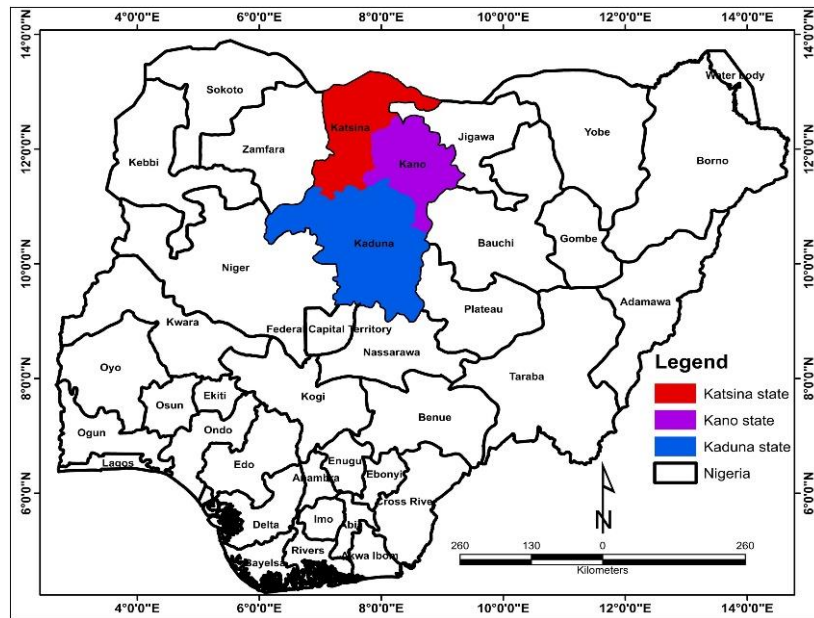 4°0'0"E 6°0'0"E 8°0'0"E 10°0'0"E 12°0'0"E 14°0'0"E
14°0'0"N 14°0'0"N
Water body
Sokoto
Katsina
Jigawa
Yobe
Kebbi
Zamfara
Kano
Borno
12°0'0"N 12°0'0"N
Kaduna
Bauchi
Gombe
Niger
10°0'0"N 10°0'0"N
Adamawa
Plateau
Kwara
Federal Capital Territory
Nassarawa
Oyo
Taraba
8°0'0"N 8°0'0"N
Kogi
Osun
Ekiti
Benue
Ogun
Ondo
Lagos
Edo
Enugu
Ebonyi
Anambra
6°0'0"N 6°0'0"N
Cross River
Delta
Imo
Abi
Rivers
Akwa Ibom
Bayelsa
Legend
Katsina state
Kano state
Kaduna state
Nigeria
N
260 130 0 260
Kilometers
4°0'0"E 6°0'0"E 8°0'0"E 10°0'0"E 12°0'0"E 14°0'0"E